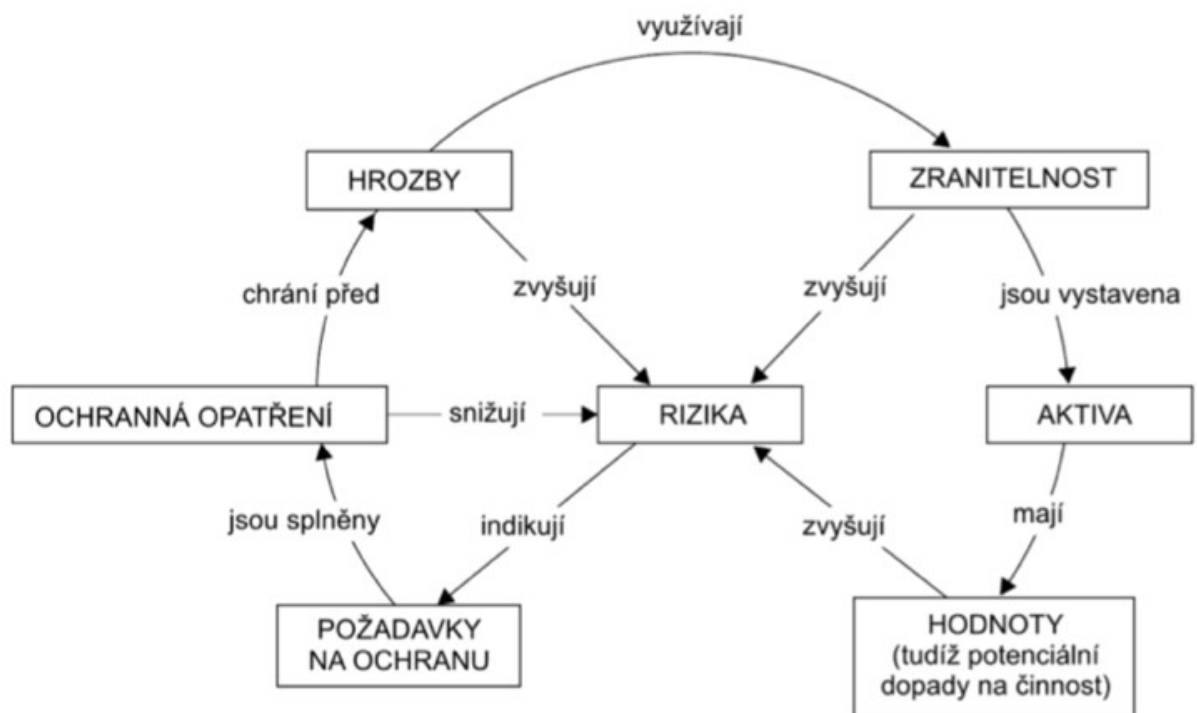 využívají
HROZBY
ZRANITELNOST
chrání před
zvyšují
zvyšují
jsou vystavena
OCHRANNÁ OPATŘENÍ
snižují
RIZIKA
AKTIVA
jsou splněny
indikují
zvyšují
mají
POŽADAVKY
NA OCHRANU
HODNOTY
(tudíž potenciální
dopady na činnost)